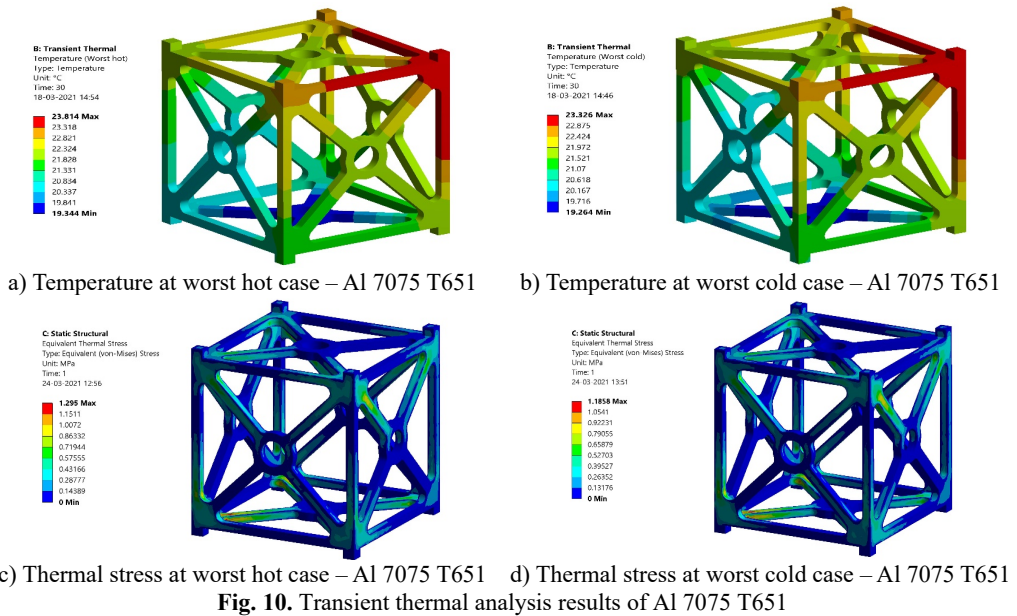 B: Transient Thermal
Temperature (Worst hot)
Type: Temperature
Unit: °C
Time: 30
18-03-2021 14:54
23.814 Max
23.318
22.821
22.324
21.828
21.331
20.834
20.337
19.841
19.344 Min
B: Transient Thermal
Temperature (Worst cold)
Type: Temperature
Unit: °C
Time: 30
18-03-2021 14:46
23.326 Max
22.875
22.424
21.972
21.521
21.07
20.618
20.167
19.716
19.264 Min
a) Temperature at worst hot case – Al 7075 T651
b) Temperature at worst cold case – Al 7075 T651
C: Static Structural
Equivalent Thermal Stress
Type: Equivalent (von-Mises) Stress
Unit: MPa
Time: 1
24-03-2021 12:56
1.295 Max
1.1511
1.0072
0.86332
0.71944
0.57555
0.43166
0.28777
0.14389
0 Min
C: Static Structural
Equivalent Thermal Stress
Type: Equivalent (von-Mises) Stress
Unit: MPa
Time: 1
24-03-2021 13:51
1.1858 Max
1.0541
0.92231
0.79055
0.65879
0.52703
0.39527
0.26352
0.13176
0 Min
c) Thermal stress at worst hot case – Al 7075 T651
d) Thermal stress at worst cold case – Al 7075 T651
Fig. 10. Transient thermal analysis results of Al 7075 T651